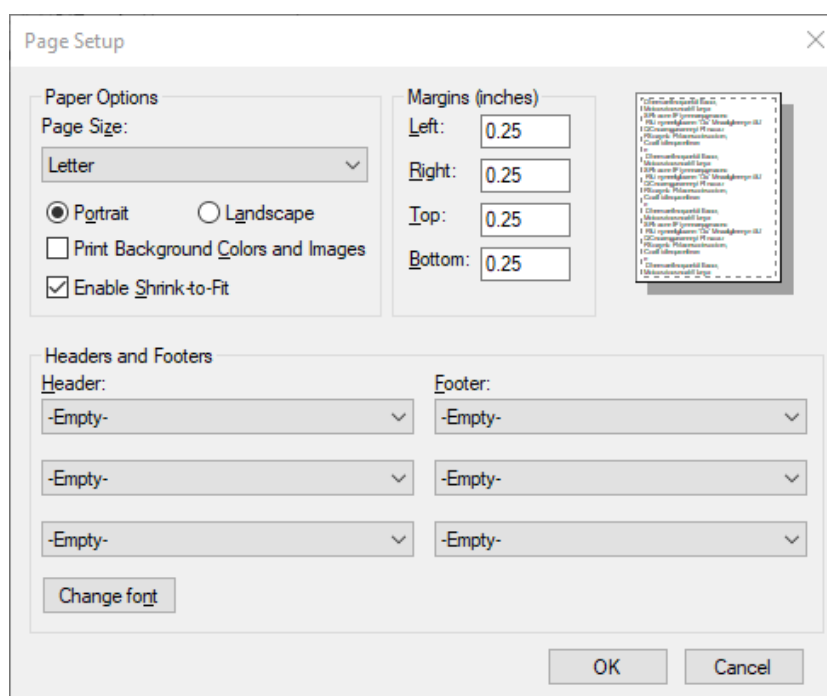 Page Setup
Paper Options
Page Size:
Letter
Portrait
Landscape
Print Background Colors and Images
Enable Shrink-to-Fit
Margins (inches)
Left: 0.25
Right: 0.25
Top: 0.25
Bottom: 0.25
Headers and Footers
Header:
-Empty-
-Empty-
-Empty-
Footer:
-Empty-
-Empty-
-Empty-
Change font
OK
Cancel